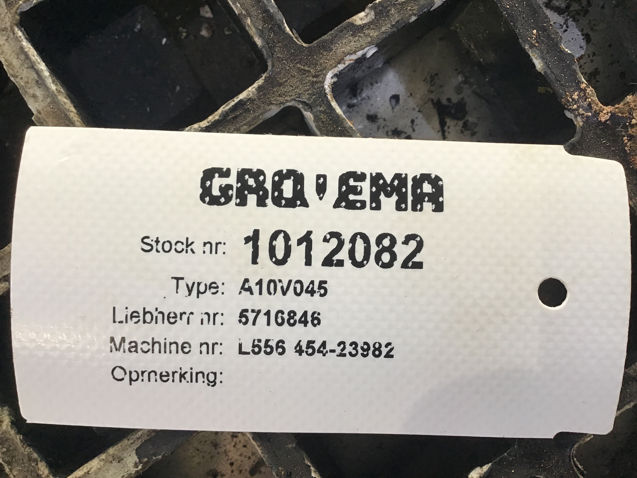 GRO'EMA
Stock nr: 1012082
Type: A10V045
Liebherr nr: 5716846
Machine nr: L556 454-23982
Opmerking: